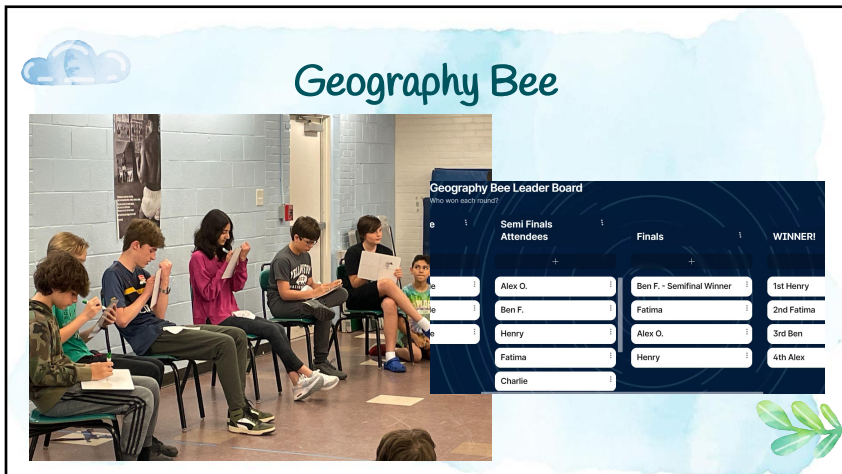 Geography Bee
Geography Bee Leader Board
Who won each round?
e
e
e
e
Semi Finals
Attendees
+
Alex O.
Ben F.
Henry
Fatima
Charlie
Finals
+
Ben F. - Semifinal Winner
Fatima
Alex O.
Henry
WINNER!
1st Henry
2nd Fatima
3rd Ben
4th Alex